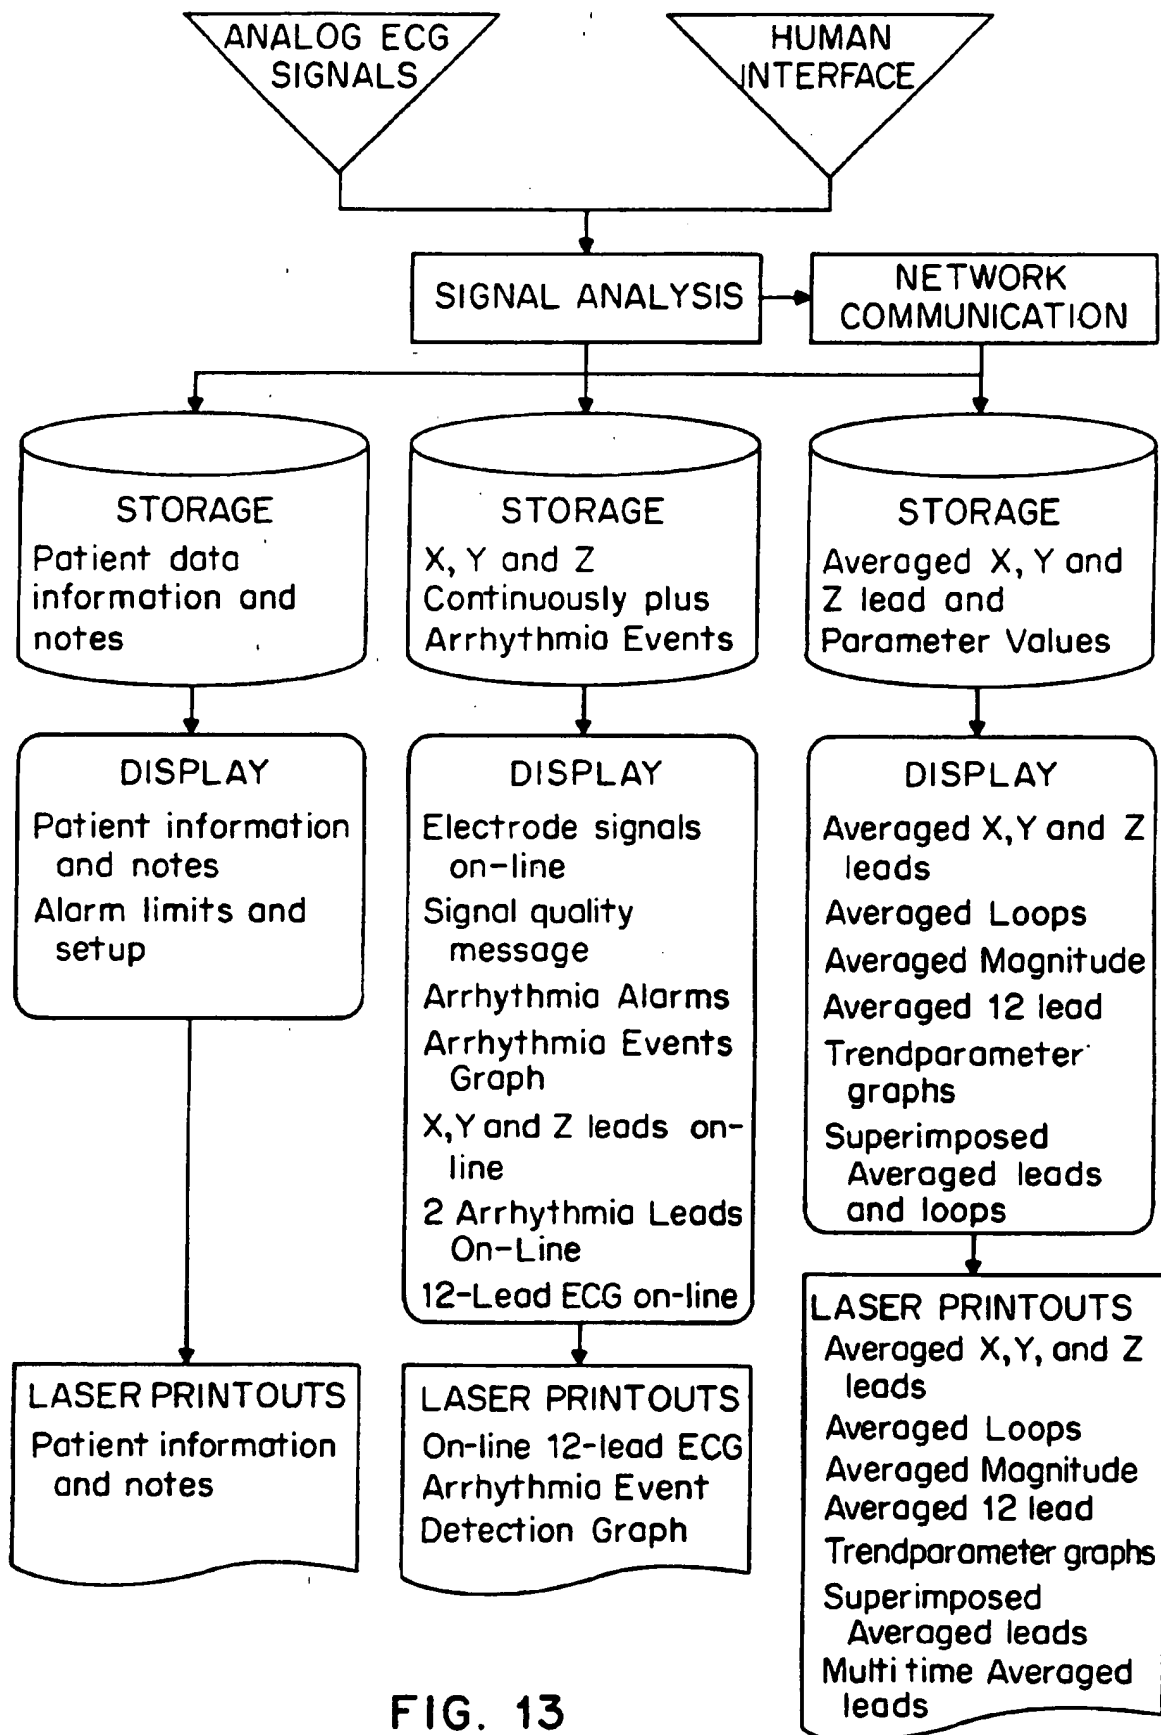 ANALOG ECG
SIGNALS
HUMAN
INTERFACE
SIGNAL ANALYSIS
NETWORK
COMMUNICATION
STORAGE
Patient data
information and
notes
STORAGE
X, Y and Z
Continuously plus
Arrhythmia Events
STORAGE
Averaged X, Y and
Z lead and
Parameter Values
DISPLAY
Patient information
and notes
Alarm limits and
setup
DISPLAY
Electrode signals
on-line
Signal quality
message
Arrhythmia Alarms
Arrhythmia Events
Graph
X, Y and Z leads on-
line
2 Arrhythmia Leads
On-Line
12-Lead ECG on-line
DISPLAY
Averaged X, Y and Z
leads
Averaged Loops
Averaged Magnitude
Averaged 12 lead
Trendparameter
graphs
Superimposed
Averaged leads
and loops
LASER PRINTOUTS
Patient information
and notes
LASER PRINTOUTS
On-line 12-lead ECG
Arrhythmia Event
Detection Graph
LASER PRINTOUTS
Averaged X, Y, and Z
leads
Averaged Loops
Averaged Magnitude
Averaged 12 lead
Trendparameter graphs
Superimposed
Averaged leads
Multi time Averaged
leads
FIG. 13